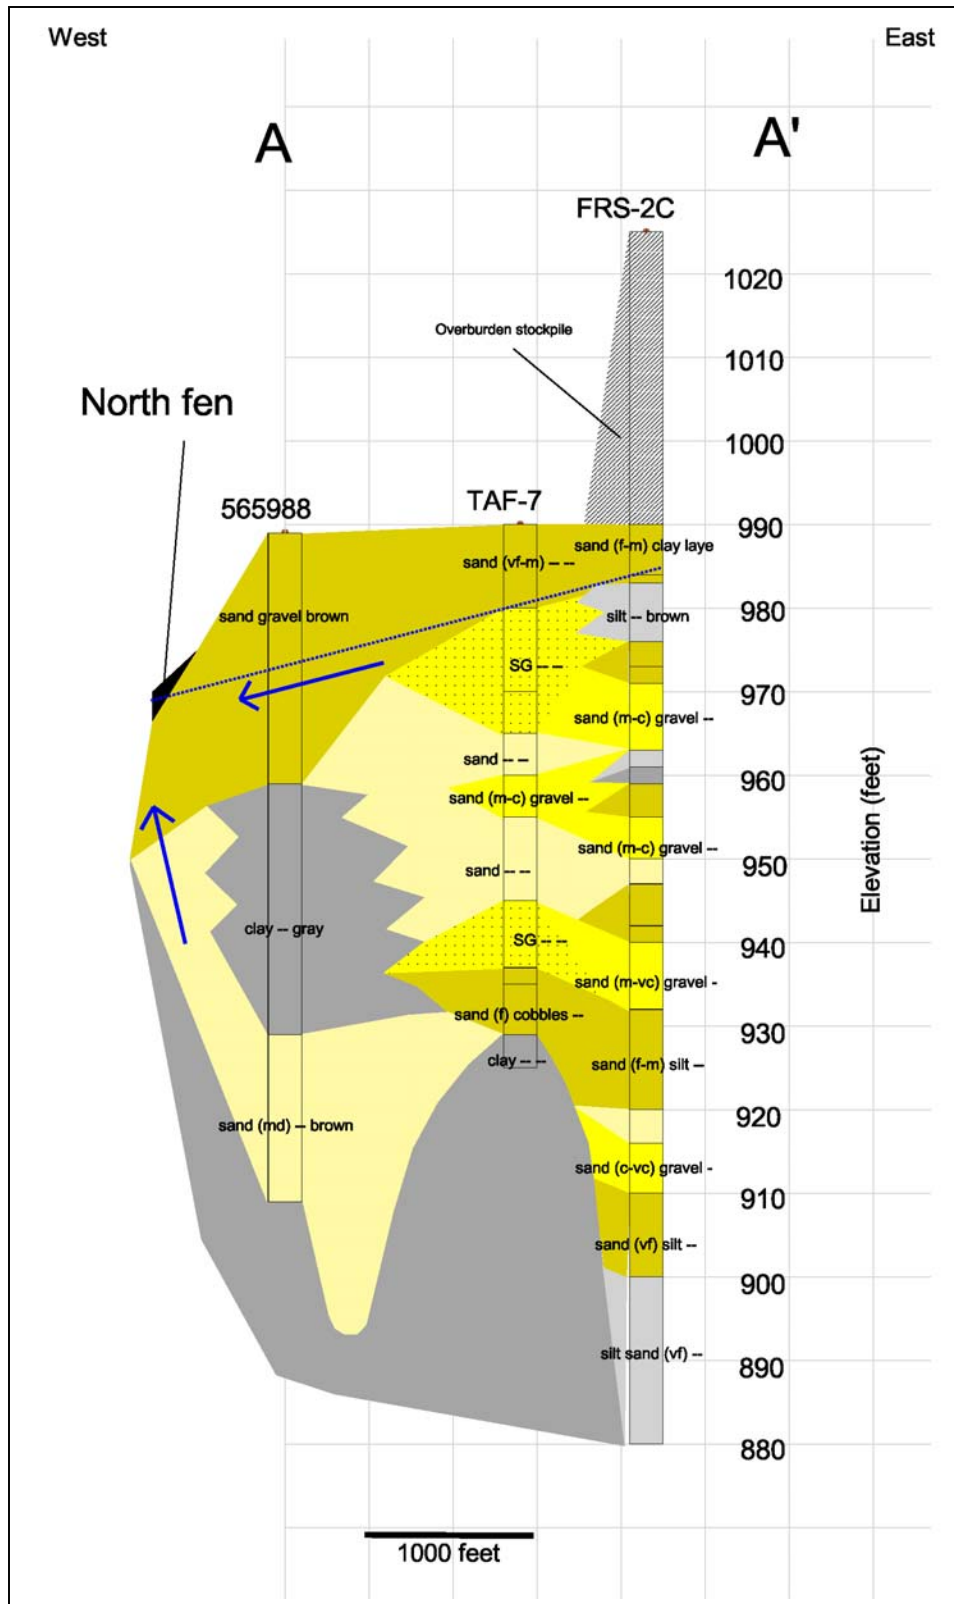 West
East
A
A'
FRS-2C
1020
Overburden stockpile
1010
North fen
1000
565988
TAF-7
990
sand (vf-m) -- --
sand (f-m) clay laye
sand gravel brown
silt -- brown
980
SG -- --
970
sand (m-c) gravel --
sand -- --
960
sand (m-c) gravel --
sand (m-c) gravel --
950
Elevation (feet)
sand -- --
clay -- gray
SG -- --
940
sand (m-vc) gravel -
sand (f) cobbles --
930
clay -- --
sand (f-m) silt --
sand (md) -- brown
920
sand (c-vc) gravel -
910
sand (vf) silt --
900
silt sand (vf) --
890
880
1000 feet